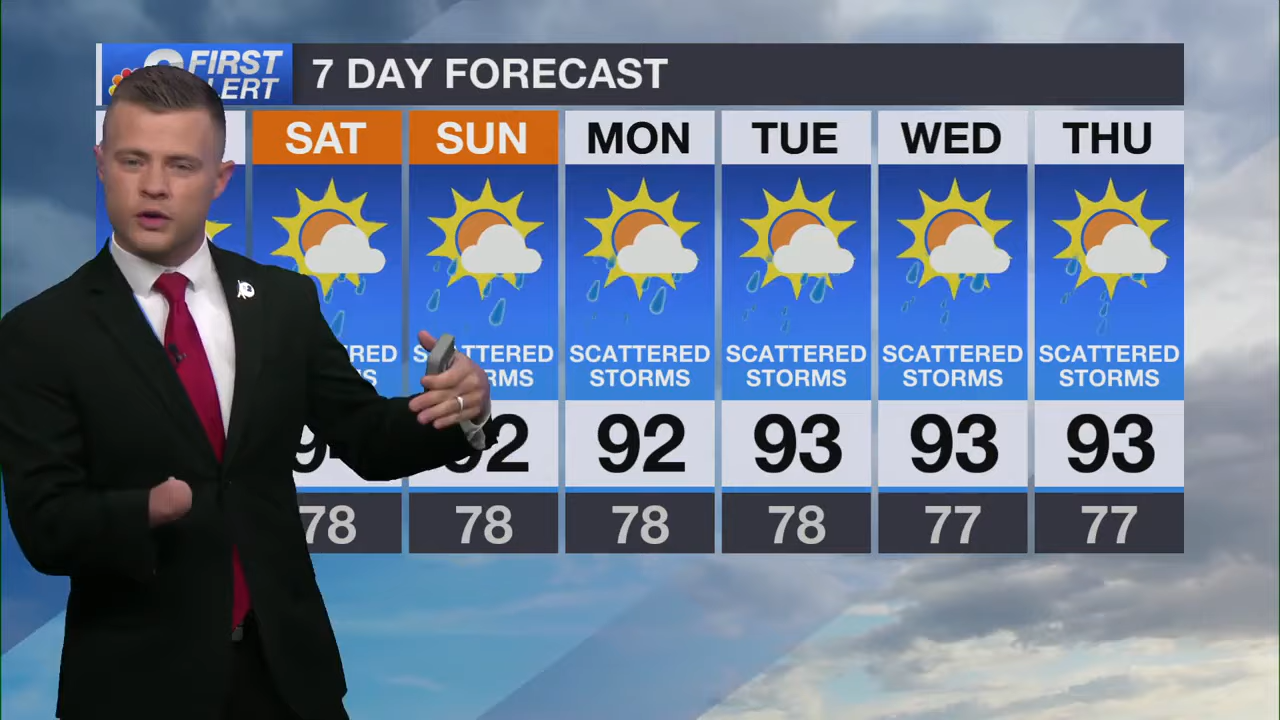 FIRST
7 DAY FORECAST
SAT SUN MON TUE WED THU
SCATTERED SCATTERED SCATTERED SCATTERED
STORMS STORMS STORMS STORMS
92 93 93 93
78 78 78 78 77 77